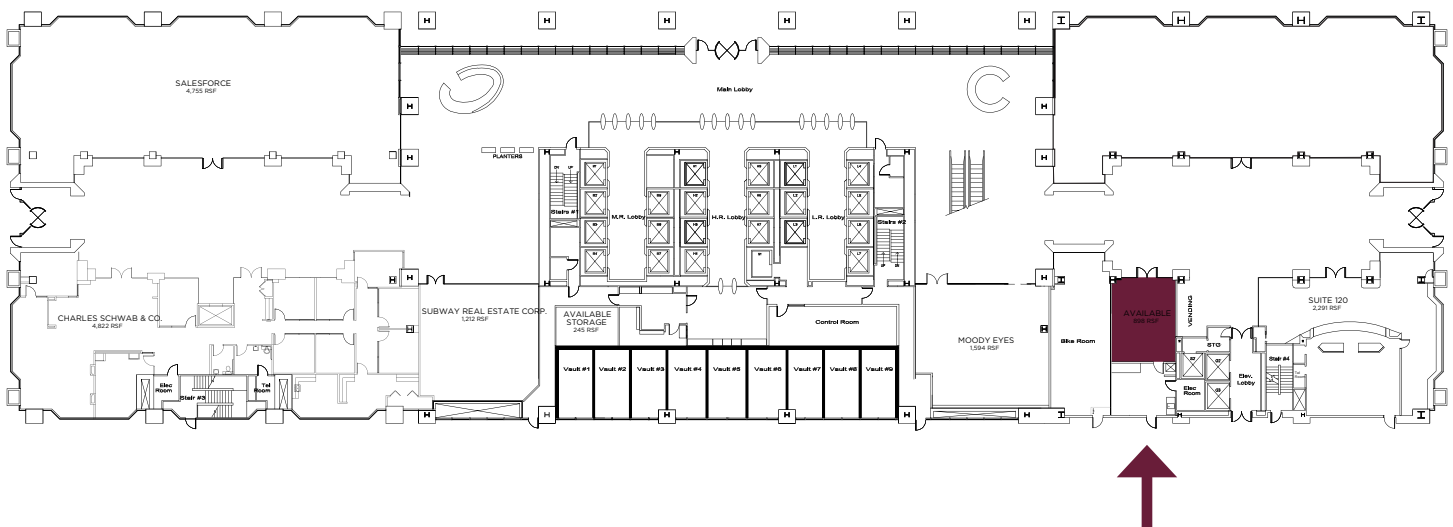 SALESFORCE
4,755 RSF
Main Lobby
PLANTERS
Stairs #1
M.R. Lobby
H.R. Lobby
L.R. Lobby
Stairs #2
CHARLES SCHWAB & CO.
4,822 RSF
SUBWAY REAL ESTATE CORP.
1,212 RSF
AVAILABLE
STORAGE
245 RSF
Control Room
MOODY EYES
1,594 RSF
Bike Room
AVAILABLE
VENDING
SUITE 120
2,291 RSF
STG
Elev.
Lobby
Stair #4
Elec
Room
Elec
Room
Stair #3
Tel
Room
Vault #1
Vault #2
Vault #3
Vault #4
Vault #5
Vault #6
Vault #7
Vault #8
Vault #9